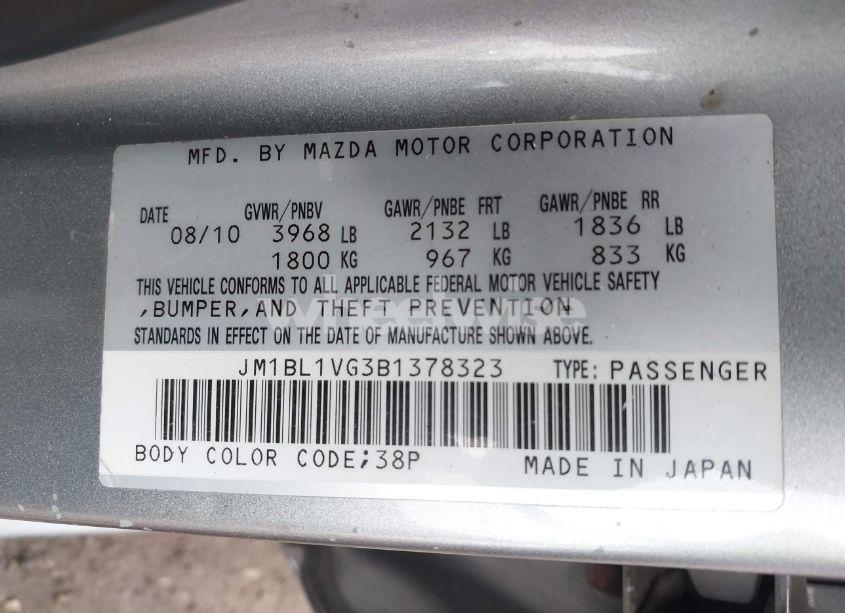 MFD. BY MAZDA MOTOR CORPORATION
DATE GVWR/PNBV GAWR/PNBE FRT GAWR/PNBE RR
08/10 3968 LB 2132 LB 1836 LB
1800 KG 967 KG 833 KG
THIS VEHICLE CONFORMS TO ALL APPLICABLE FEDERAL MOTOR VEHICLE SAFETY
,BUMPER,AND THEFT PREVENTION
wheelwise
STANDARDS IN EFFECT ON THE DATE OF MANUFACTURE SHOWN ABOVE.
JM1BL1VG3B1378323 TYPE: PASSENGER
BODY COLOR CODE;38P MADE IN JAPAN